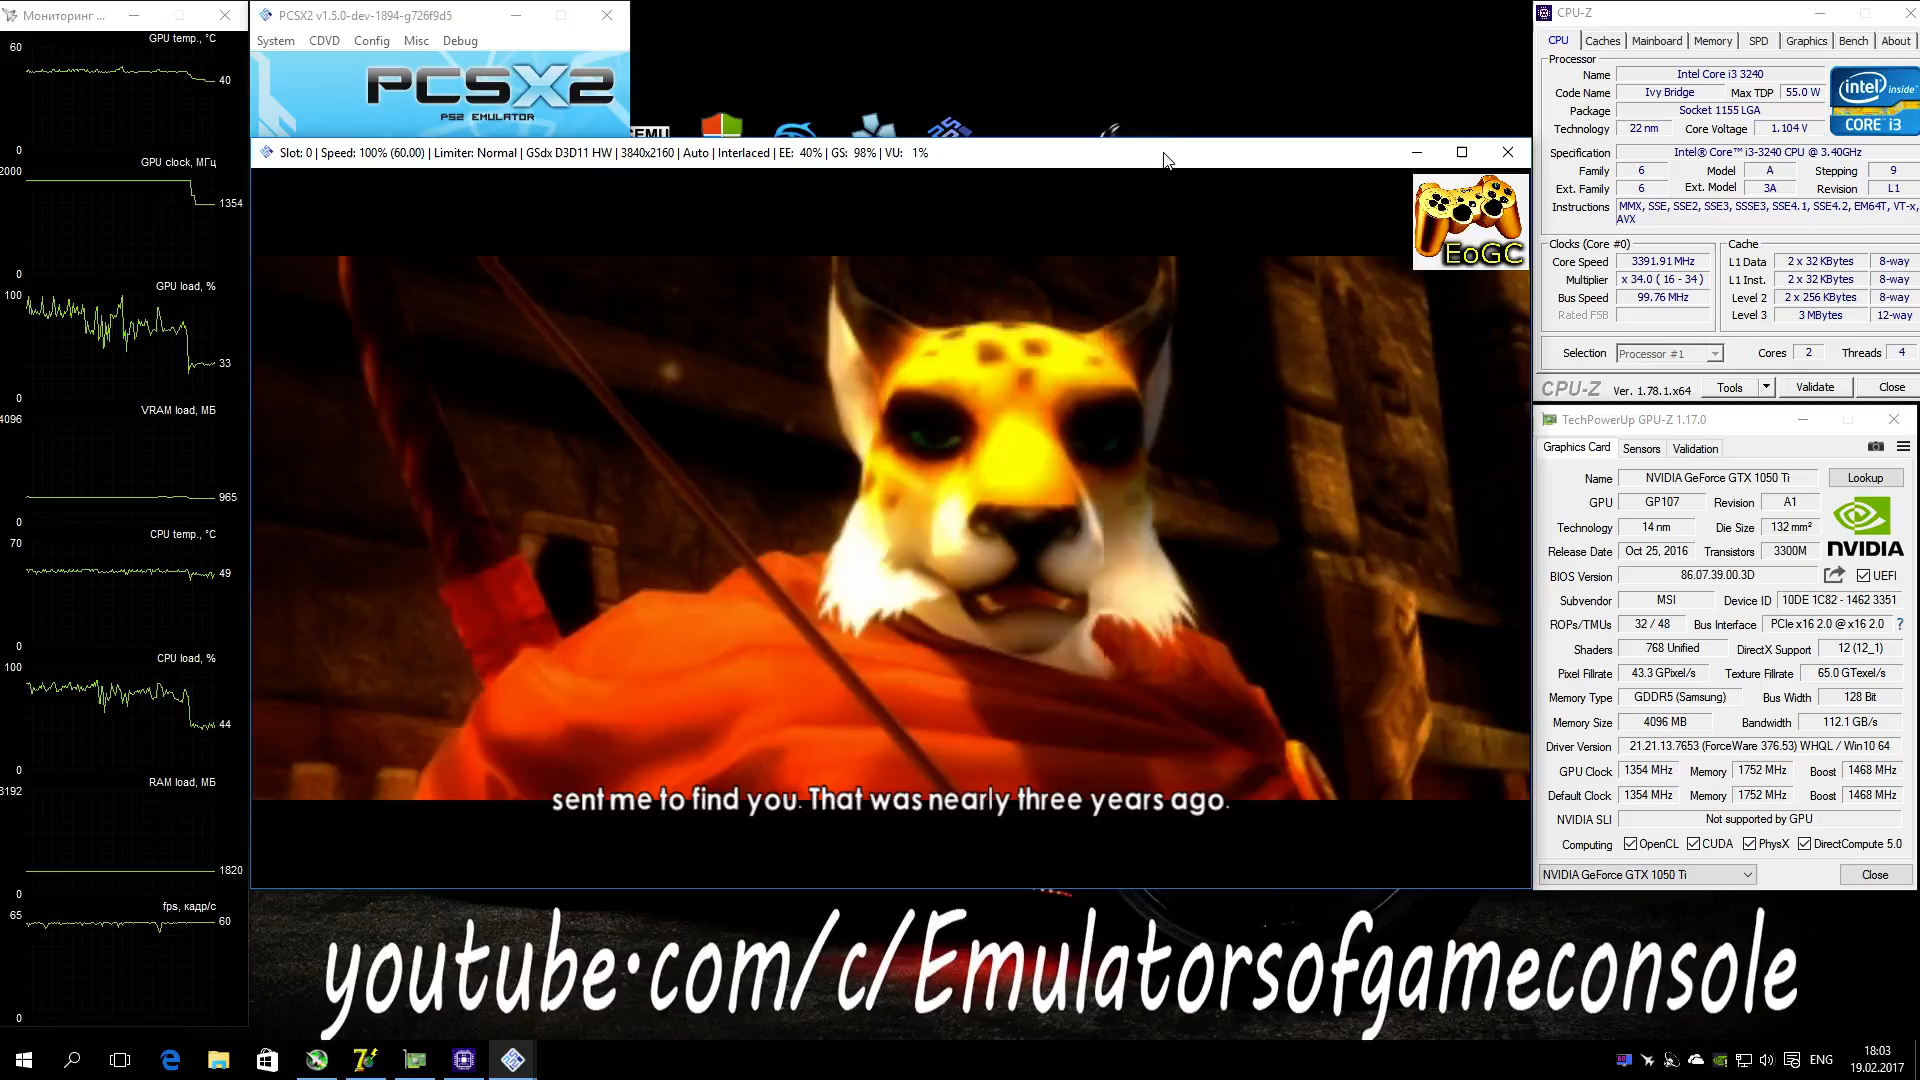 Мониторинг ...
GPU temp., °C
60
40
0
GPU clock, МГц
2000
1354
0
GPU load, %
100
33
0
VRAM load, МБ
4096
965
0
CPU temp., °C
70
49
0
CPU load, %
100
44
0
RAM load, МБ
8192
1820
0
fps, кадр/с
65
60
0
PCSX2 v1.5.0-dev-1894-g726f9d5
System CDVD Config Misc Debug
PCSX2
PS2 EMULATOR
CEMU
Slot: 0 | Speed: 100% (60.00) | Limiter: Normal | GSdx D3D11 HW | 3840x2160 | Auto | Interlaced | EE: 40% | GS: 98% | VU: 1%
EoGC
sent me to find you. That was nearly three years ago.
youtube.com/c/Emulatorsofgameconsole
CPU-Z
CPU Caches Mainboard Memory SPD Graphics Bench About
Processor
Name Intel Core i3 3240
Code Name Ivy Bridge Max TDP 55.0 W
Package Socket 1155 LGA
Technology 22 nm Core Voltage 1.104 V
intel inside
CORE i3
Specification Intel® Core™ i3-3240 CPU @ 3.40GHz
Family 6 Model A Stepping 9
Ext. Family 6 Ext. Model 3A Revision L1
Instructions MMX, SSE, SSE2, SSE3, SSSE3, SSE4.1, SSE4.2, EM64T, VT-x,
AVX
Clocks (Core #0) Cache
Core Speed 3391.91 MHz L1 Data 2 x 32 KBytes 8-way
Multiplier x 34.0 ( 16 - 34 ) L1 Inst. 2 x 32 KBytes 8-way
Bus Speed 99.76 MHz Level 2 2 x 256 KBytes 8-way
Rated FSB Level 3 3 MBytes 12-way
Selection Processor #1 Cores 2 Threads 4
CPU-Z Ver. 1.78.1.x64 Tools Validate Close
TechPowerUp GPU-Z 1.17.0
Graphics Card Sensors Validation
Name NVIDIA GeForce GTX 1050 Ti Lookup
GPU GP107 Revision A1
Technology 14 nm Die Size 132 mm²
Release Date Oct 25, 2016 Transistors 3300M
NVIDIA
BIOS Version 86.07.39.00.3D UEFI
Subvendor MSI Device ID 10DE 1C82 - 1462 3351
ROPs/TMUs 32 / 48 Bus Interface PCIe x16 2.0 @ x16 2.0 ?
Shaders 768 Unified DirectX Support 12 (12_1)
Pixel Fillrate 43.3 GPixel/s Texture Fillrate 65.0 GTexel/s
Memory Type GDDR5 (Samsung) Bus Width 128 Bit
Memory Size 4096 MB Bandwidth 112.1 GB/s
Driver Version 21.21.13.7653 (ForceWare 376.53) WHQL / Win10 64
GPU Clock 1354 MHz Memory 1752 MHz Boost 1468 MHz
Default Clock 1354 MHz Memory 1752 MHz Boost 1468 MHz
NVIDIA SLI Not supported by GPU
Computing OpenCL CUDA PhysX DirectCompute 5.0
NVIDIA GeForce GTX 1050 Ti Close
ENG
18:03
19.02.2017